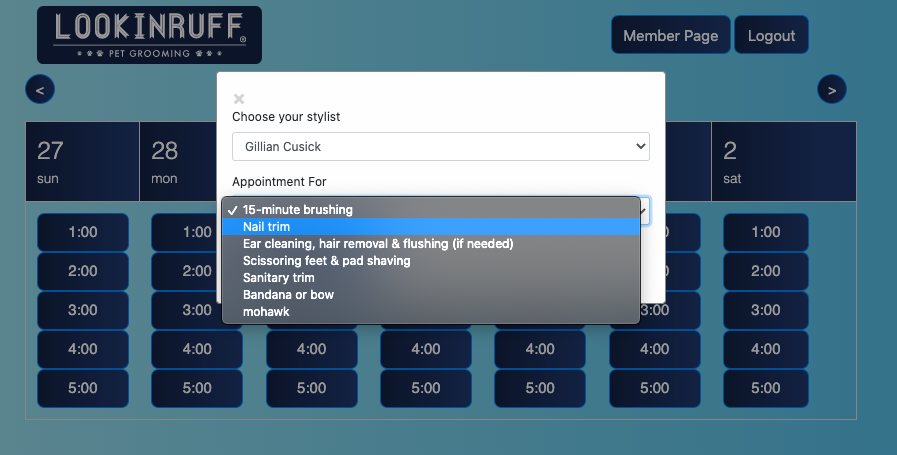 LOOKINRUFF
PET GROOMING
Member Page
Logout
<
>
Choose your stylist
Gillian Cusick
Appointment For
✓ 15-minute brushing
Nail trim
Ear cleaning, hair removal & flushing (if needed)
Scissoring feet & pad shaving
Sanitary trim
Bandana or bow
mohawk
27
sun
28
mon
2
sat
1:00 1:00 1:00
2:00 2:00 2:00
3:00 3:00 3:00 3:00
4:00 4:00 4:00 4:00 4:00 4:00 4:00
5:00 5:00 5:00 5:00 5:00 5:00 5:00